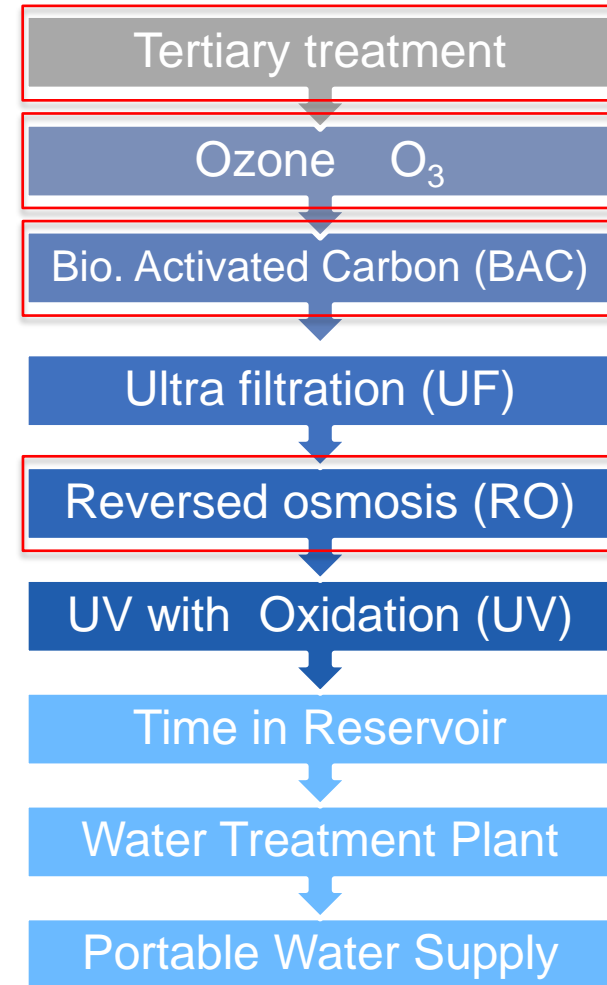 Tertiary treatment
Ozone O₃
Bio. Activated Carbon (BAC)
Ultra filtration (UF)
Reversed osmosis (RO)
UV with Oxidation (UV)
Time in Reservoir
Water Treatment Plant
Portable Water Supply